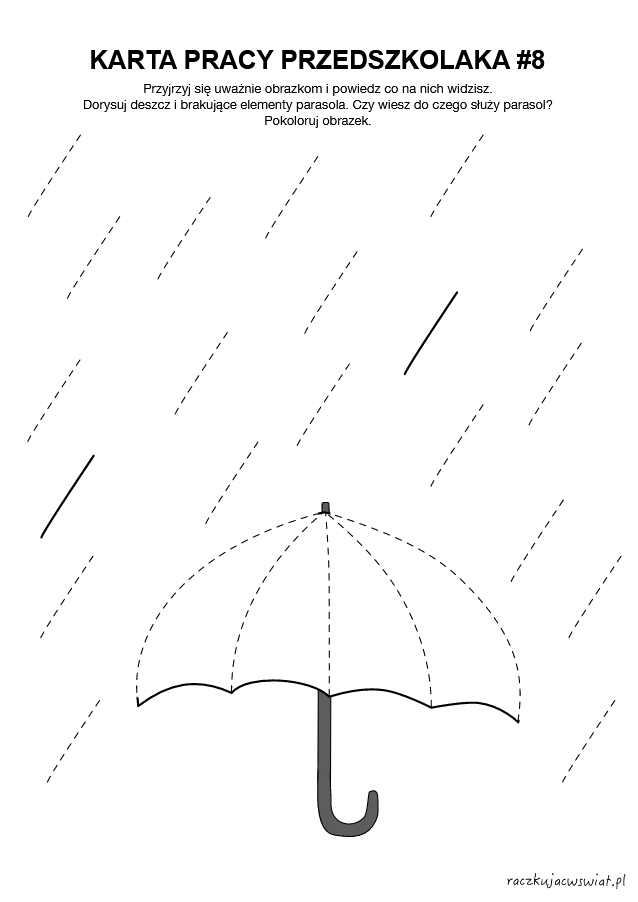 KARTA PRACY PRZEDSZKOLAKA #8
Przyjrzyj się uważnie obrazkom i powiedz co na nich widzisz.
Dorysuj deszcz i brakujące elementy parasola. Czy wiesz do czego służy parasol?
Pokoloruj obrazek.
raczkujacwswiat.pl